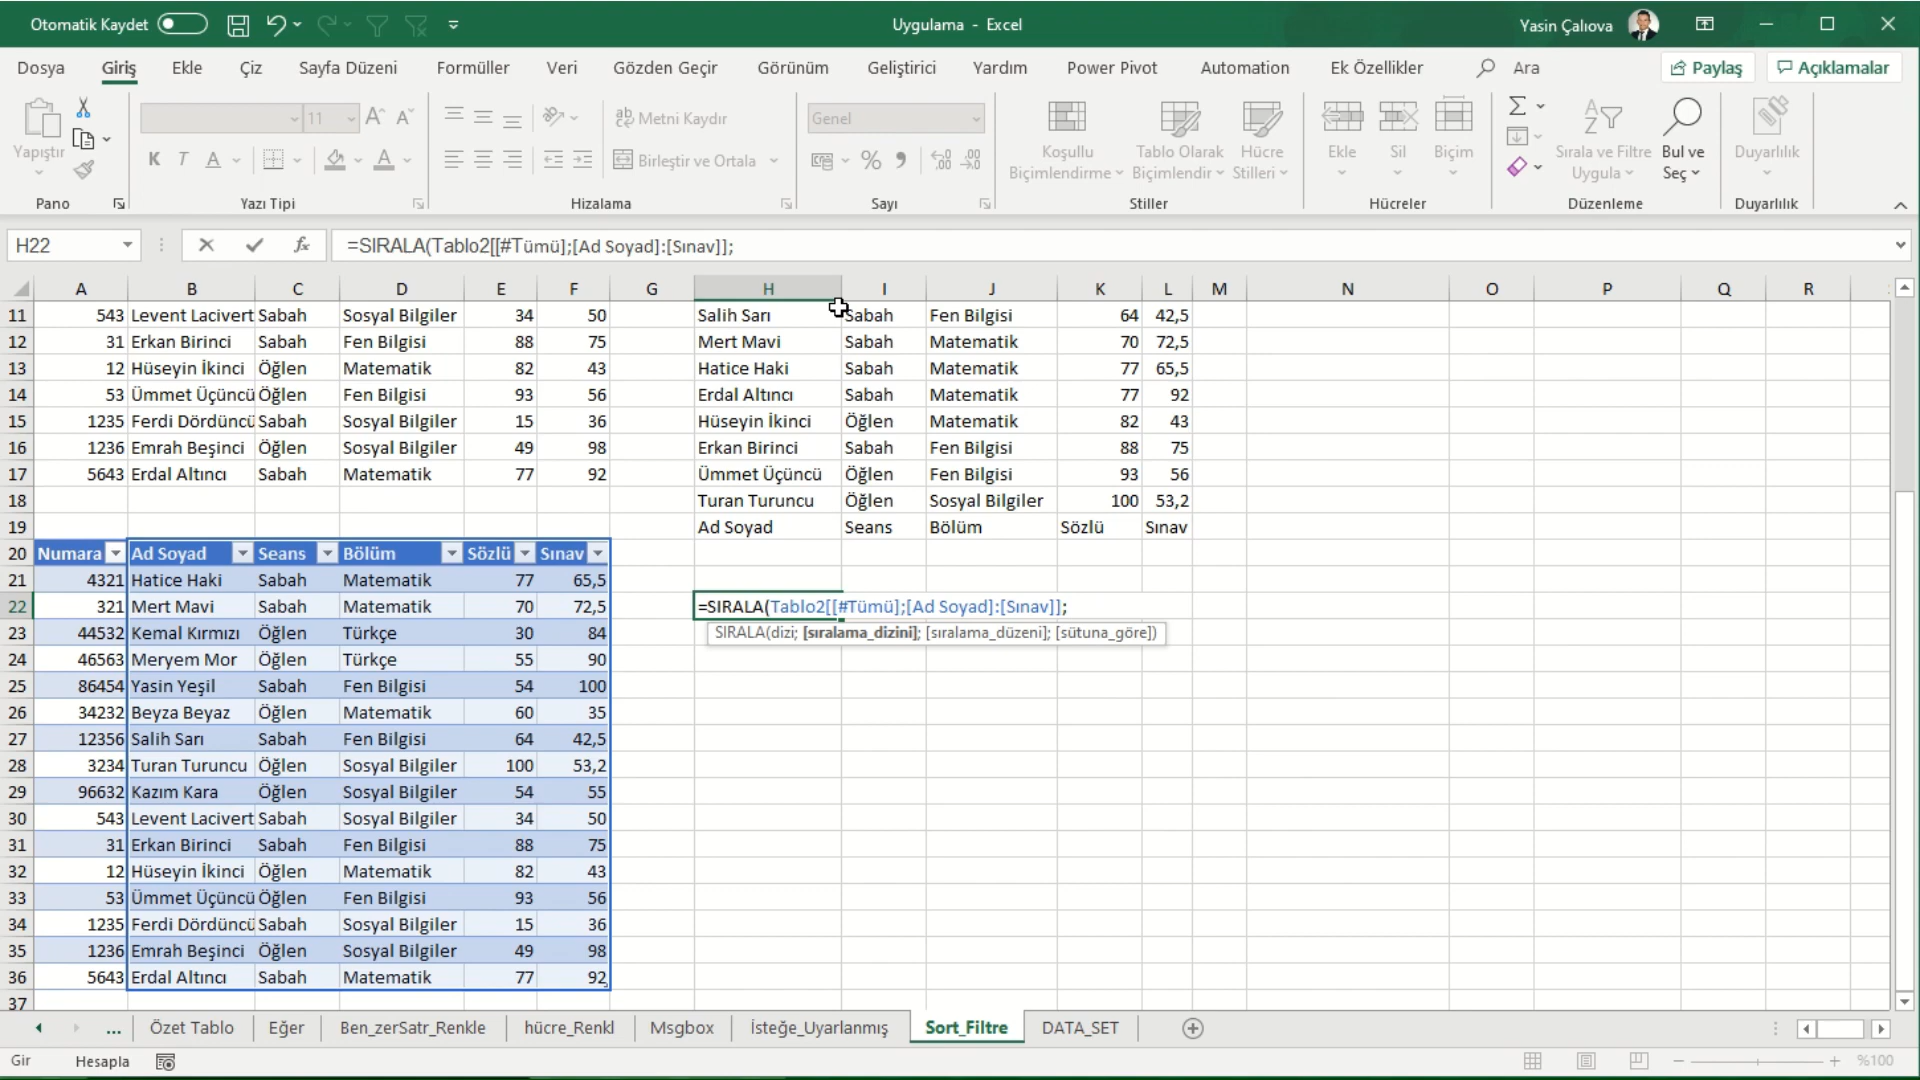 Otomatik Kaydet
Uygulama - Excel
Yasin Çalıova
Dosya Giriş Ekle Çiz Sayfa Düzeni Formüller Veri Gözden Geçir Görünüm Geliştirici Yardım Power Pivot Automation Ek Özellikler Ara Paylaş Açıklamalar
Yapıştır
11
K T A
A
Metni Kaydır
Birleştir ve Ortala
Genel
%
Koşullu Biçimlendirme
Tablo Olarak Biçimlendir
Hücre Stilleri
Ekle
Sil
Biçim
Sırala ve Filtre Uygula
Bul ve Seç
Duyarlılık
Pano Yazı Tipi Hizalama Sayı Stiller Hücreler Düzenleme Duyarlılık
H22 fx =SIRALA(Tablo2[[#Tümü];[Ad Soyad]:[Sınav]];
A B C D E F G H I J K L M N O P Q R
11 543 Levent Lacivert Sabah Sosyal Bilgiler 34 50 Salih Sarı Sabah Fen Bilgisi 64 42,5
12 31 Erkan Birinci Sabah Fen Bilgisi 88 75 Mert Mavi Sabah Matematik 70 72,5
13 12 Hüseyin İkinci Öğlen Matematik 82 43 Hatice Haki Sabah Matematik 77 65,5
14 53 Ümmet Üçüncü Öğlen Fen Bilgisi 93 56 Erdal Altıncı Sabah Matematik 77 92
15 1235 Ferdi Dördüncü Sabah Sosyal Bilgiler 15 36 Hüseyin İkinci Öğlen Matematik 82 43
16 1236 Emrah Beşinci Öğlen Sosyal Bilgiler 49 98 Erkan Birinci Sabah Fen Bilgisi 88 75
17 5643 Erdal Altıncı Sabah Matematik 77 92 Ümmet Üçüncü Öğlen Fen Bilgisi 93 56
18 Turan Turuncu Öğlen Sosyal Bilgiler 100 53,2
19 Ad Soyad Seans Bölüm Sözlü Sınav
20 Numara Ad Soyad Seans Bölüm Sözlü Sınav
21 4321 Hatice Haki Sabah Matematik 77 65,5
22 321 Mert Mavi Sabah Matematik 70 72,5 =SIRALA(Tablo2[[#Tümü];[Ad Soyad]:[Sınav]];
23 44532 Kemal Kırmızı Öğlen Türkçe 30 84 SIRALA(dizi; [sıralama_dizini]; [sıralama_düzeni]; [sütuna_göre])
24 46563 Meryem Mor Öğlen Türkçe 55 90
25 86454 Yasin Yeşil Sabah Fen Bilgisi 54 100
26 34232 Beyza Beyaz Öğlen Matematik 60 35
27 12356 Salih Sarı Sabah Fen Bilgisi 64 42,5
28 3234 Turan Turuncu Öğlen Sosyal Bilgiler 100 53,2
29 96632 Kazım Kara Öğlen Sosyal Bilgiler 54 55
30 543 Levent Lacivert Sabah Sosyal Bilgiler 34 50
31 31 Erkan Birinci Sabah Fen Bilgisi 88 75
32 12 Hüseyin İkinci Öğlen Matematik 82 43
33 53 Ümmet Üçüncü Öğlen Fen Bilgisi 93 56
34 1235 Ferdi Dördüncü Sabah Sosyal Bilgiler 15 36
35 1236 Emrah Beşinci Öğlen Sosyal Bilgiler 49 98
36 5643 Erdal Altıncı Sabah Matematik 77 92
37
... Özet Tablo Eğer Ben_zerSatr_Renkle hücre_Renkl Msgbox İsteğe_Uyarlanmış Sort_Filtre DATA_SET
Gir Hesapla %100